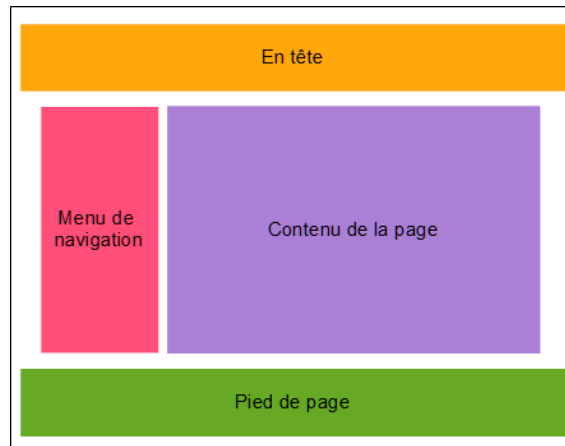 En tête
Menu de
navigation
Contenu de la page
Pied de page